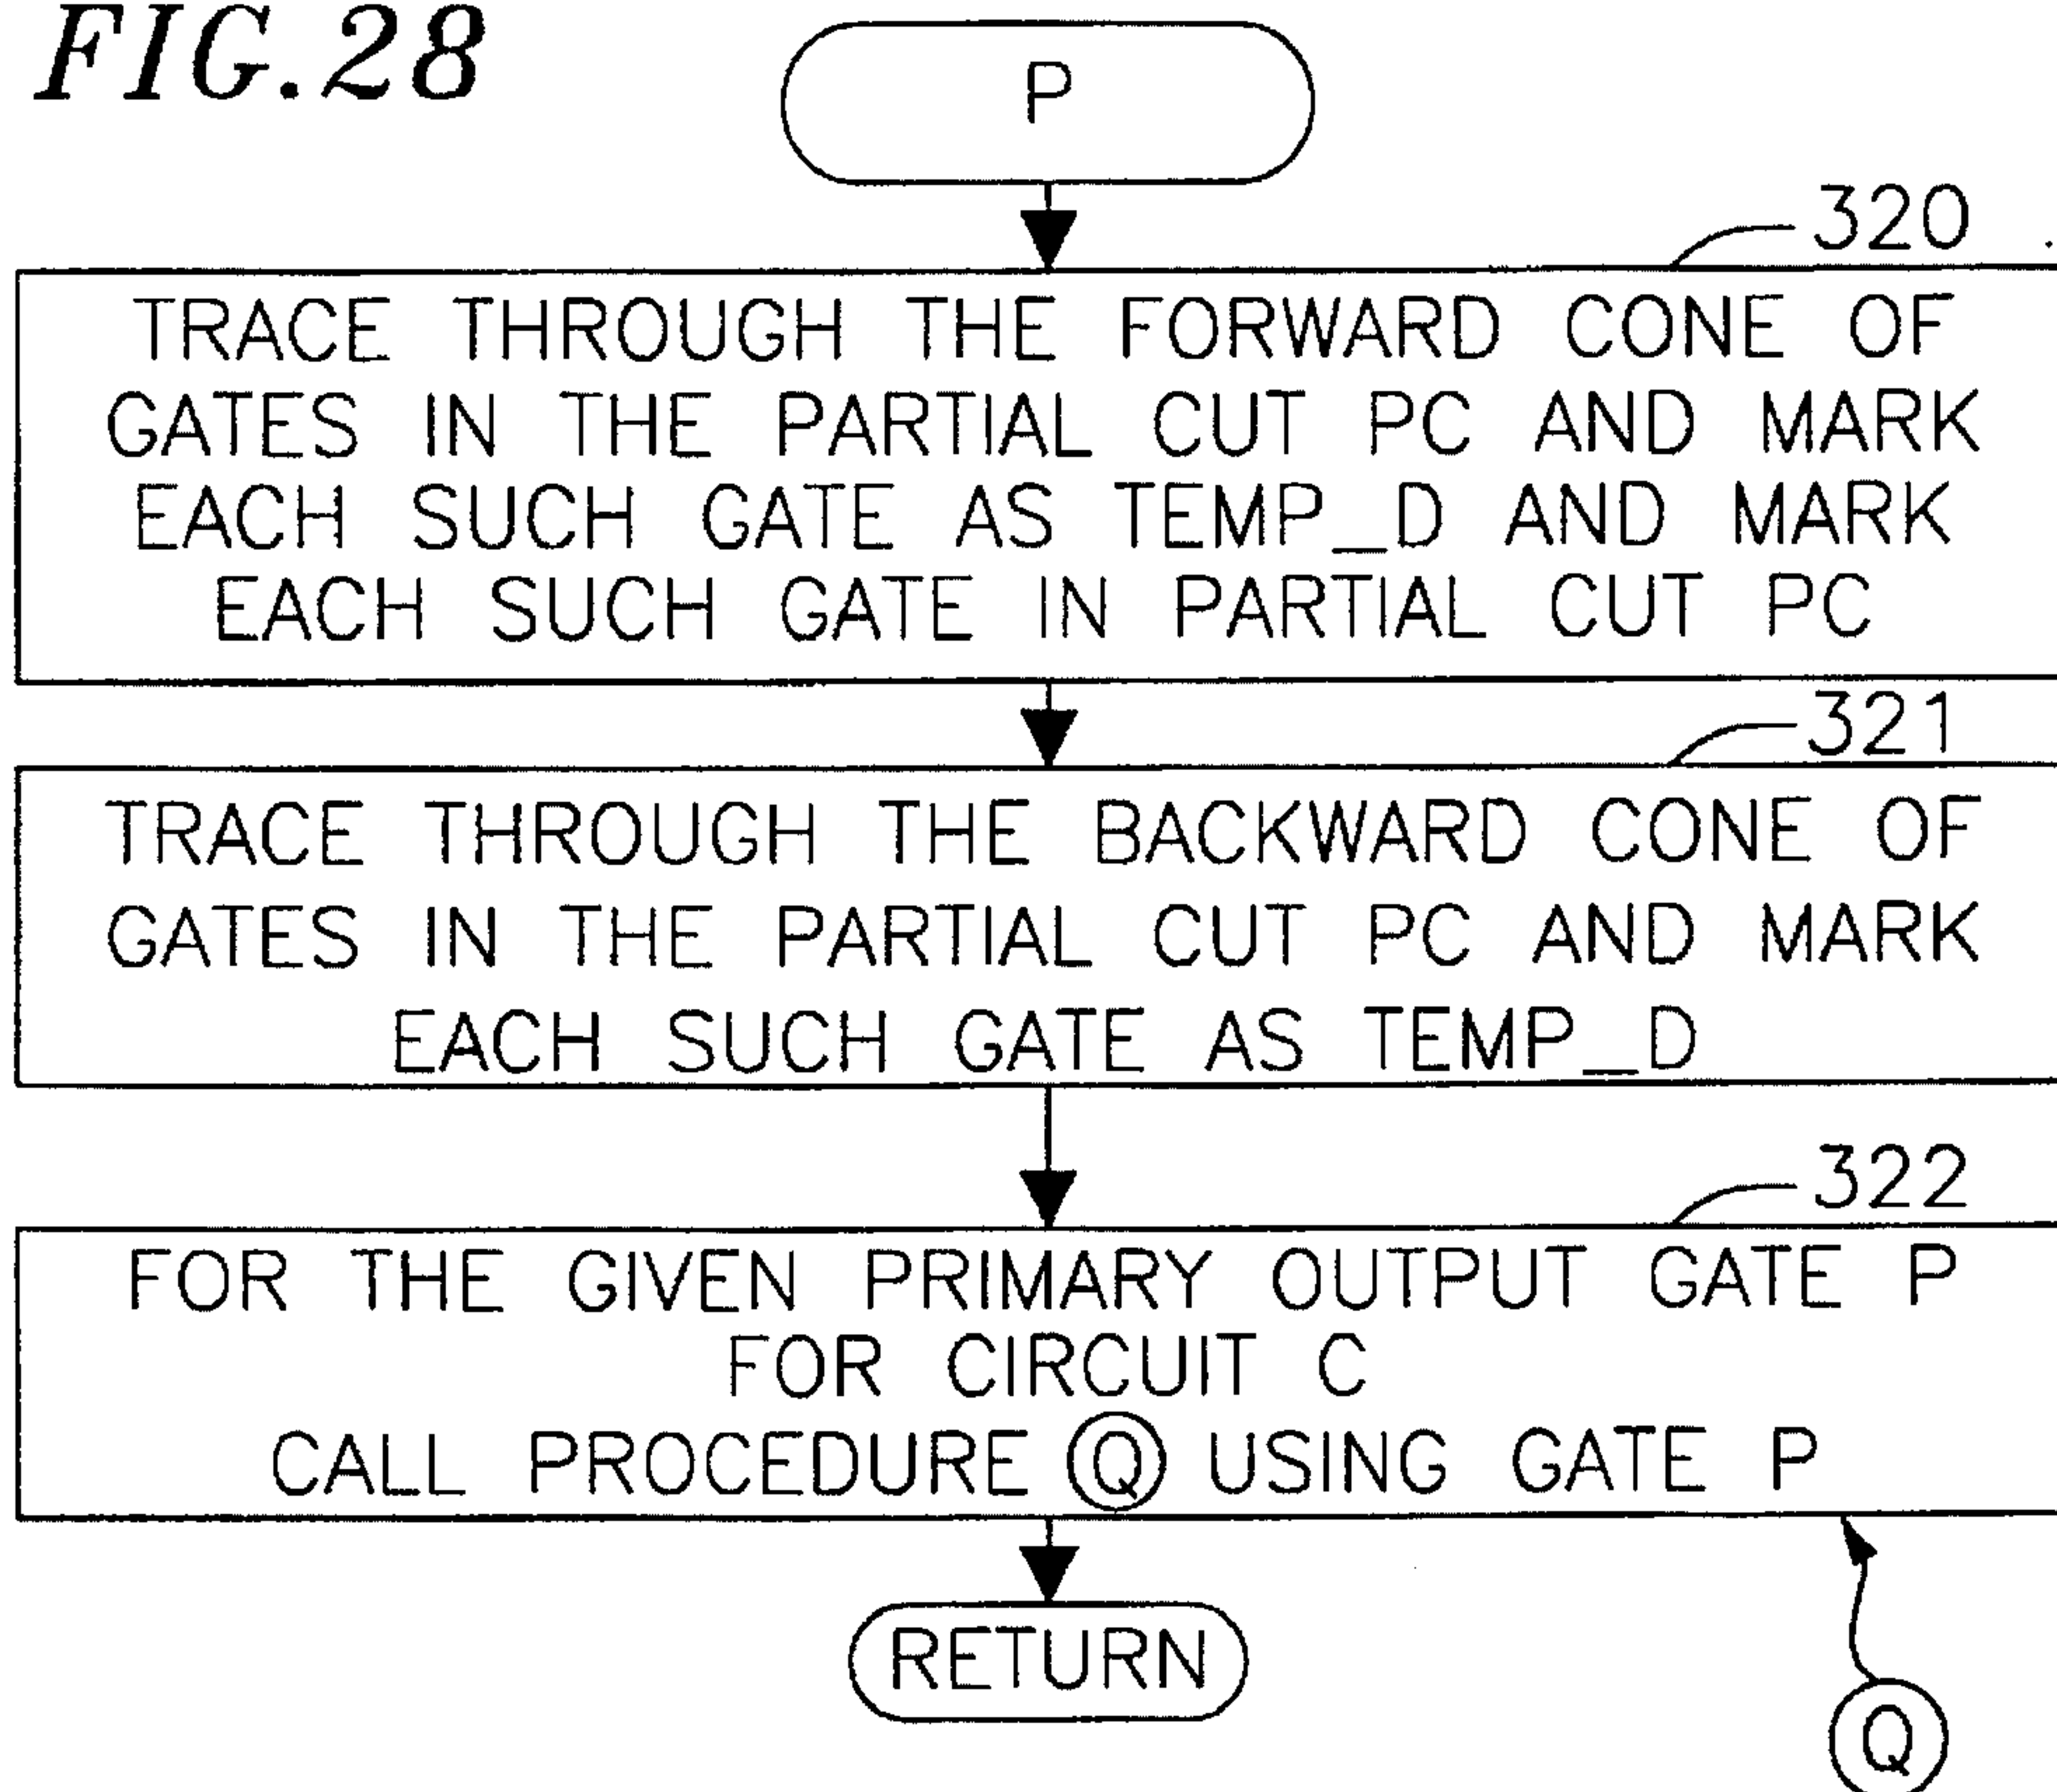 FIG.28
P
320
TRACE THROUGH THE FORWARD CONE OF
GATES IN THE PARTIAL CUT PC AND MARK
EACH SUCH GATE AS TEMP_D AND MARK
EACH SUCH GATE IN PARTIAL CUT PC
321
TRACE THROUGH THE BACKWARD CONE OF
GATES IN THE PARTIAL CUT PC AND MARK
EACH SUCH GATE AS TEMP_D
322
FOR THE GIVEN PRIMARY OUTPUT GATE P
FOR CIRCUIT C
CALL PROCEDURE Q USING GATE P
RETURN
Q